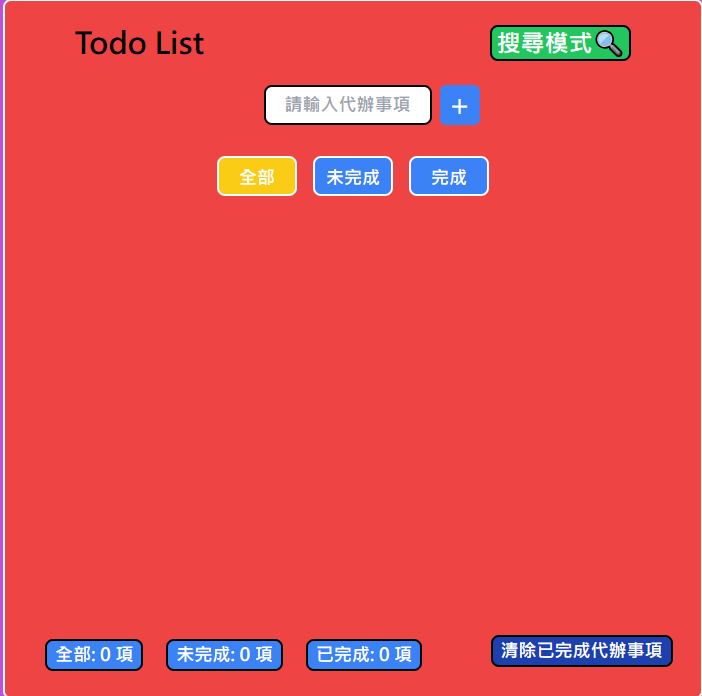 Todo List
搜尋模式🔍
請輸入代辦事項
+
全部
未完成
完成
全部: 0 項
未完成: 0 項
已完成: 0 項
清除已完成代辦事項